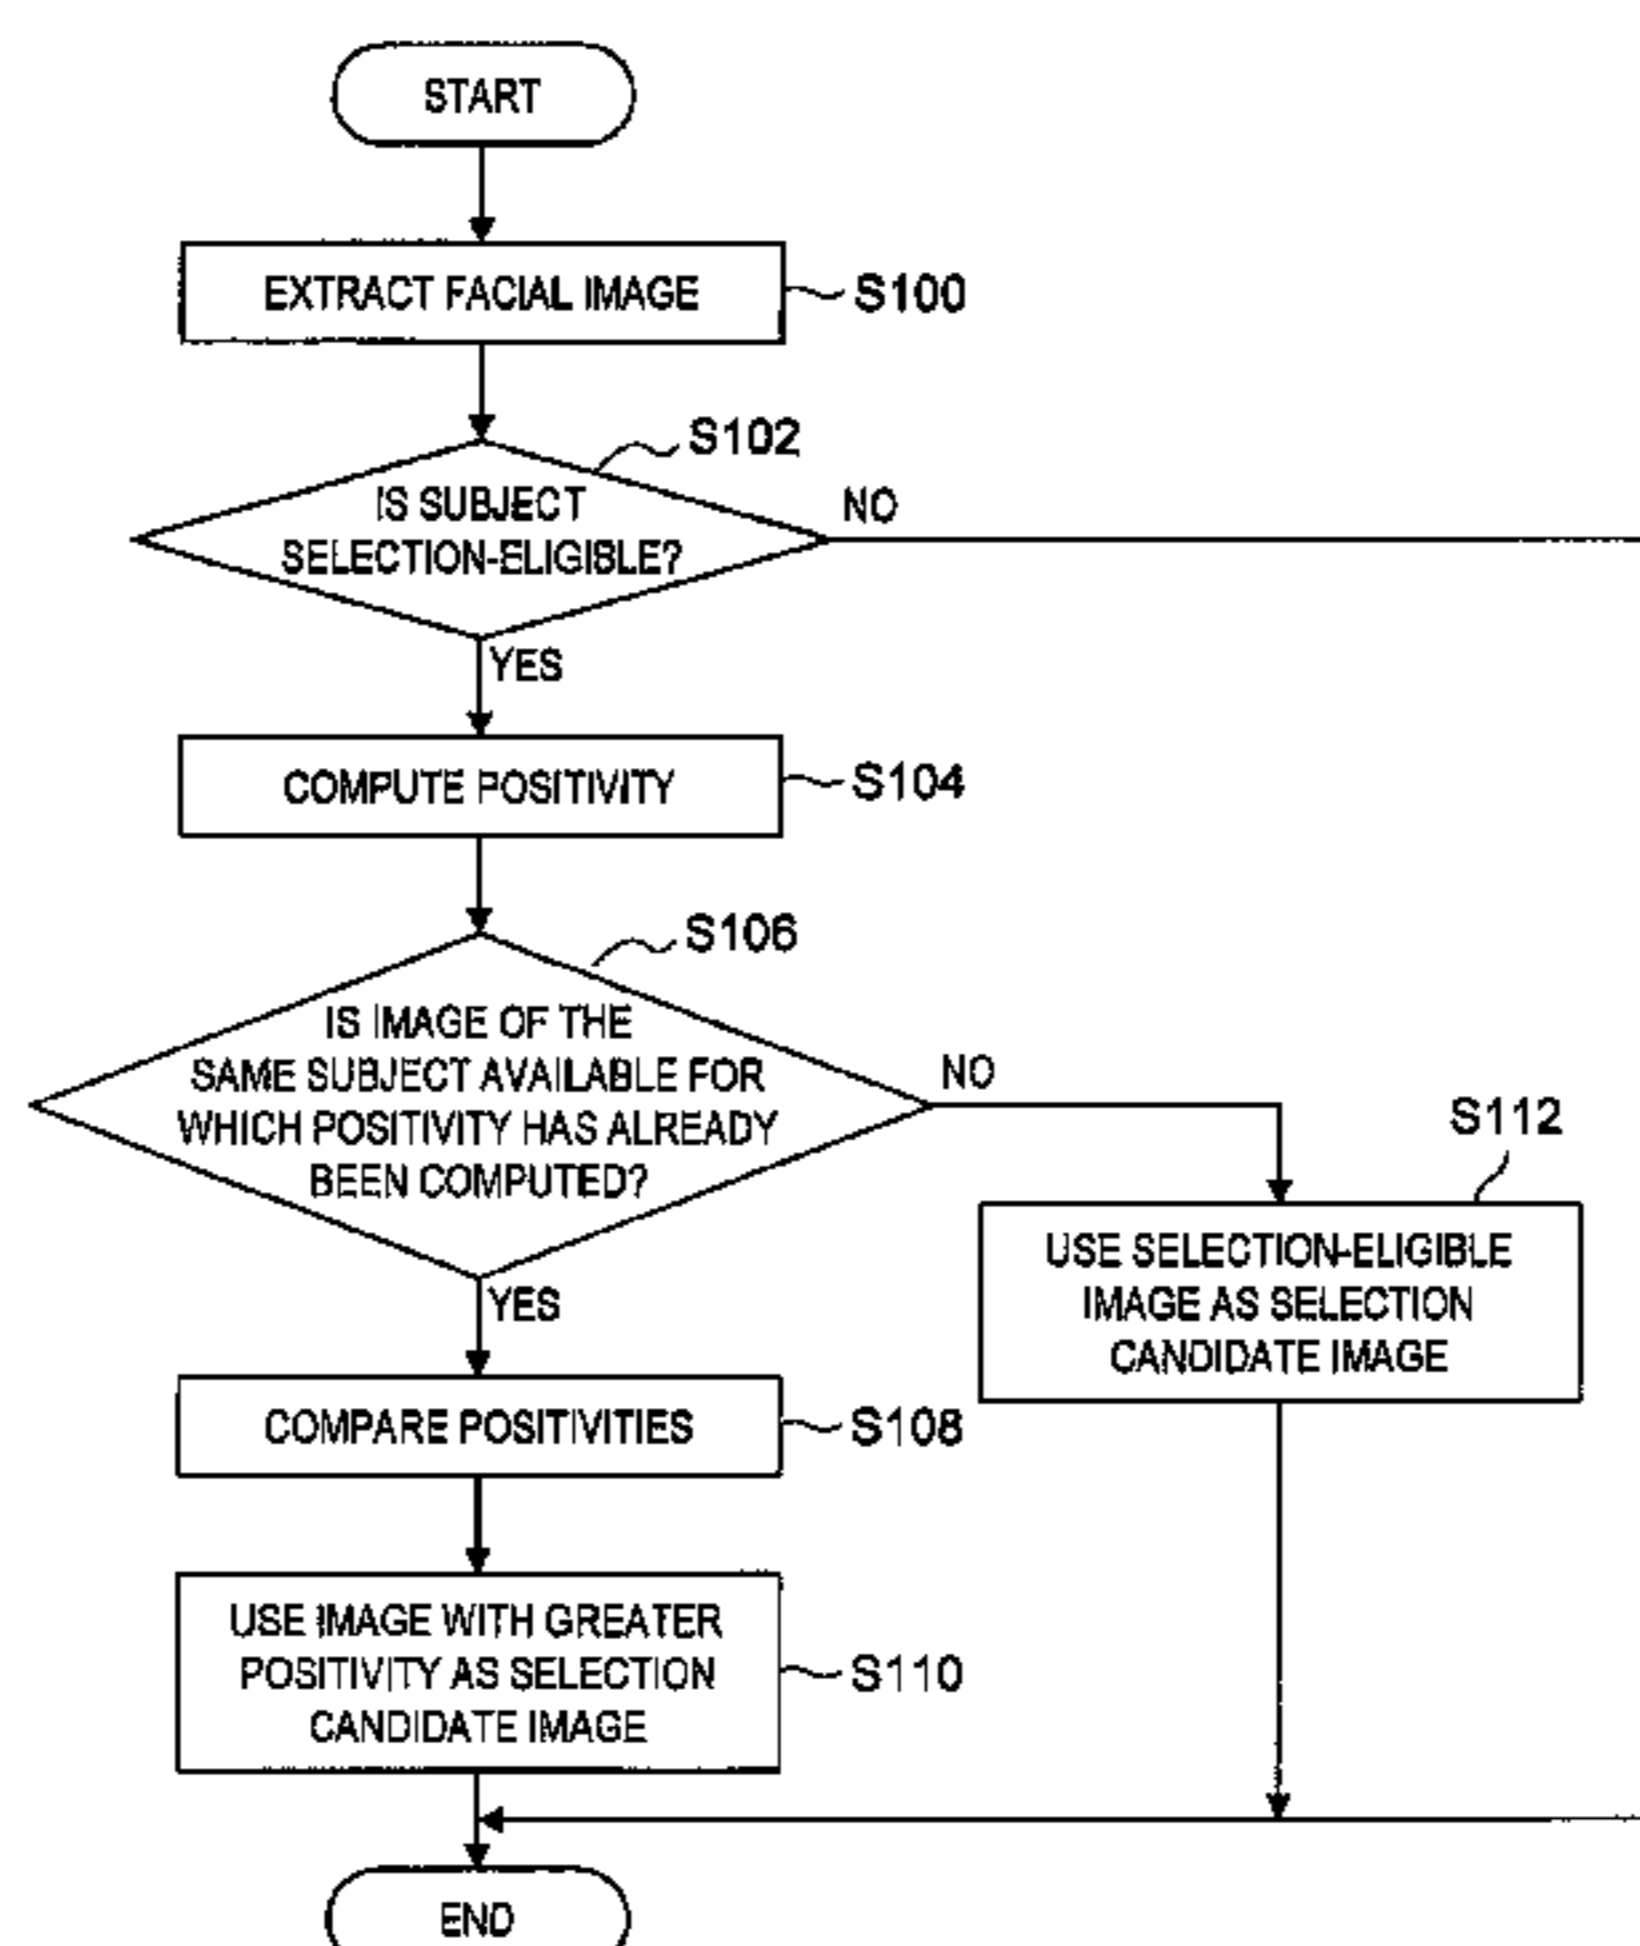 START
EXTRACT FACIAL IMAGE
S100
S102
IS SUBJECT
SELECTION-ELIGIBLE?
NO
YES
COMPUTE POSITIVITY
S104
S106
IS IMAGE OF THE
SAME SUBJECT AVAILABLE FOR
WHICH POSITIVITY HAS ALREADY
BEEN COMPUTED?
NO
S112
USE SELECTION-ELIGIBLE
IMAGE AS SELECTION
CANDIDATE IMAGE
YES
COMPARE POSITIVITIES
S108
USE IMAGE WITH GREATER
POSITIVITY AS SELECTION
CANDIDATE IMAGE
S110
END